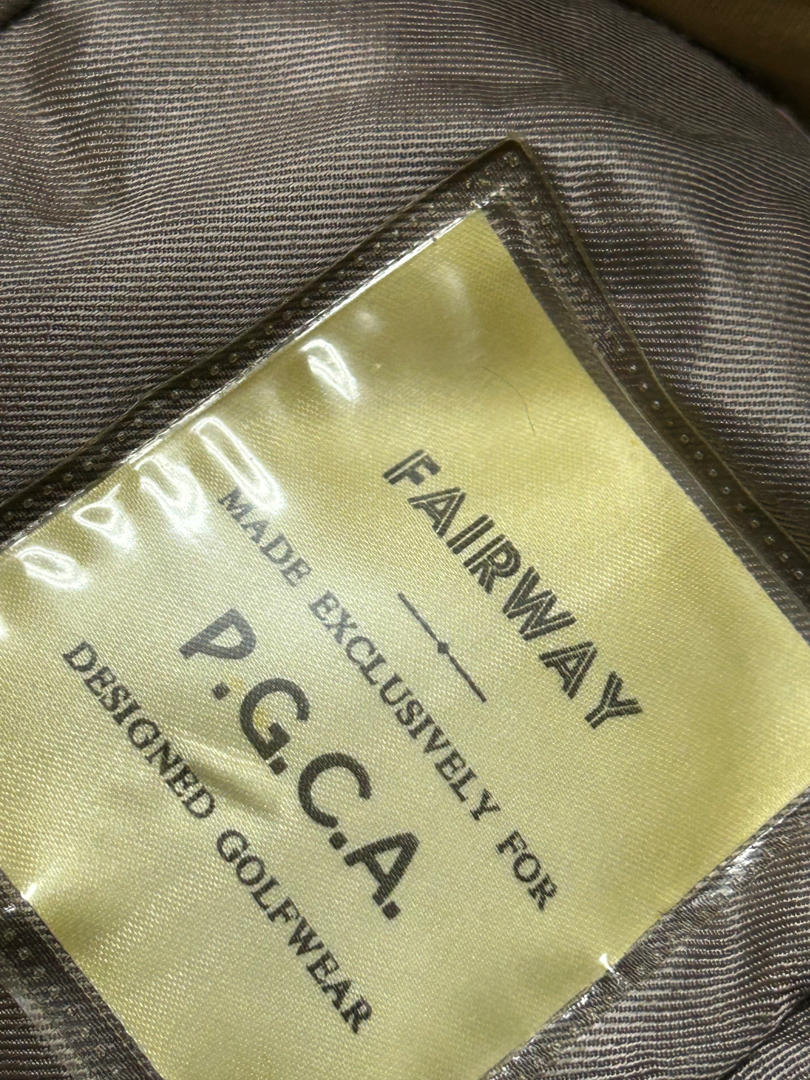 FAIRWAY
MADE EXCLUSIVELY FOR
P.G.C.A.
DESIGNED GOLFWEAR